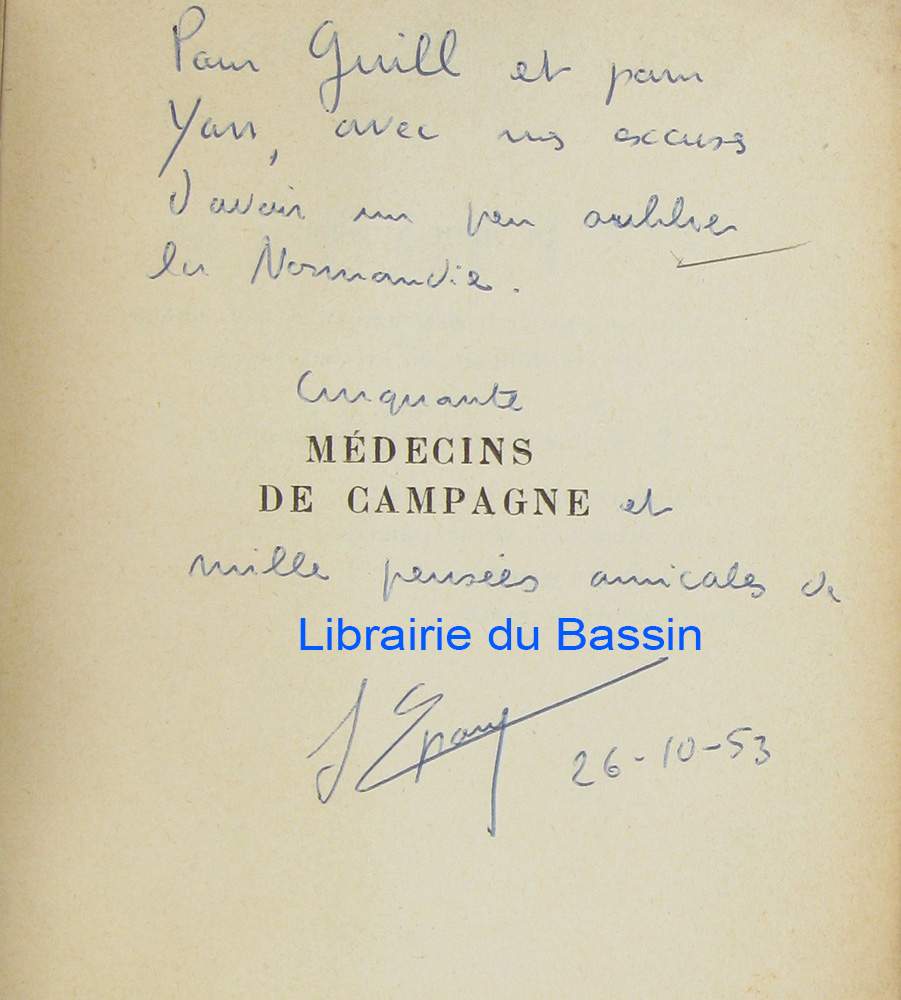 Pour Guill et pour
Yan, avec mes excuses
d'avoir un peu oublier
la Normandie.
Cinquante
MÉDECINS
DE CAMPAGNE et
mille pensées amicales de
Librairie du Bassin
26-10-53